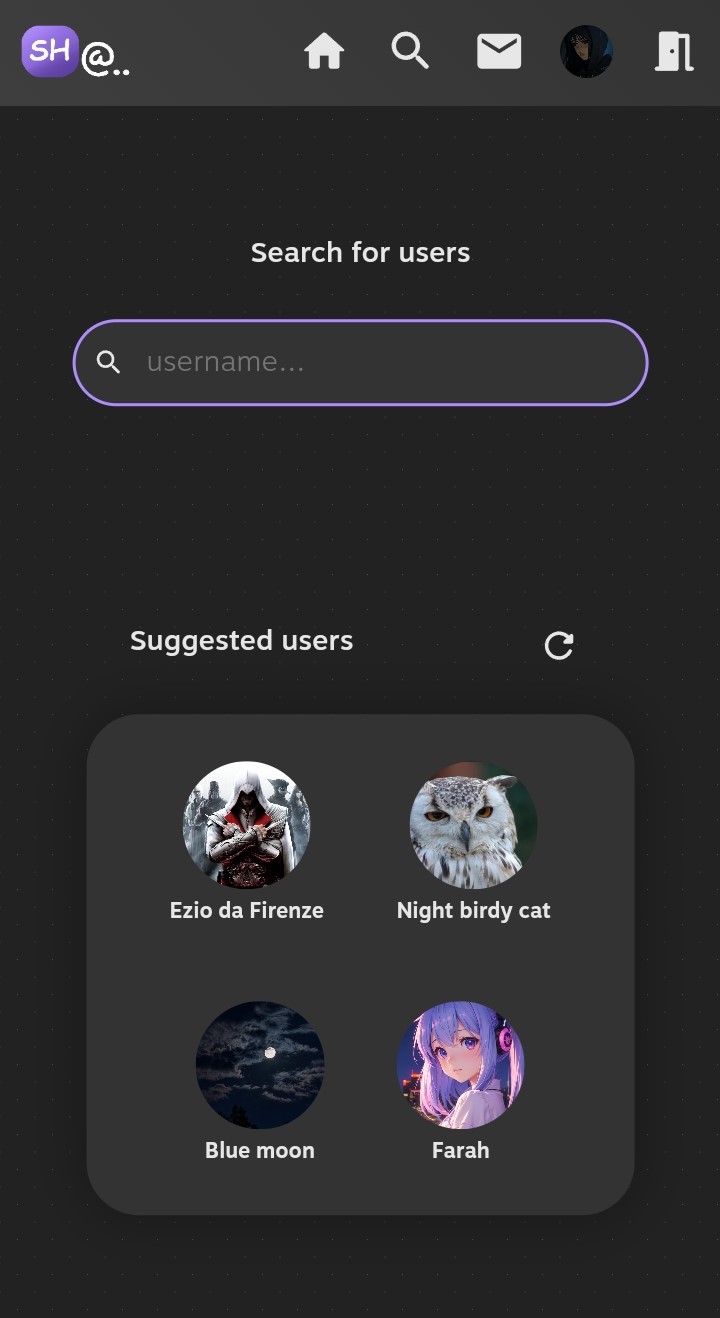 SH @..
Search for users
username...
Suggested users
Ezio da Firenze
Night birdy cat
Blue moon
Farah